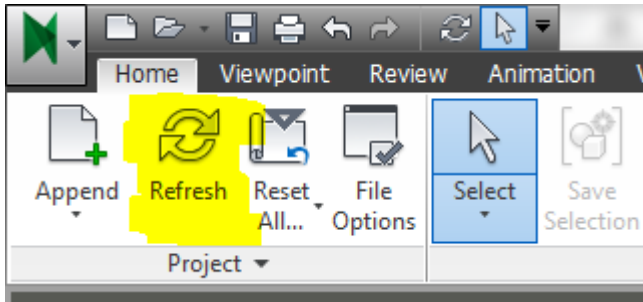 Home Viewpoint Review Animation V
Append Refresh Reset All... File Options Select Save Selection
Project